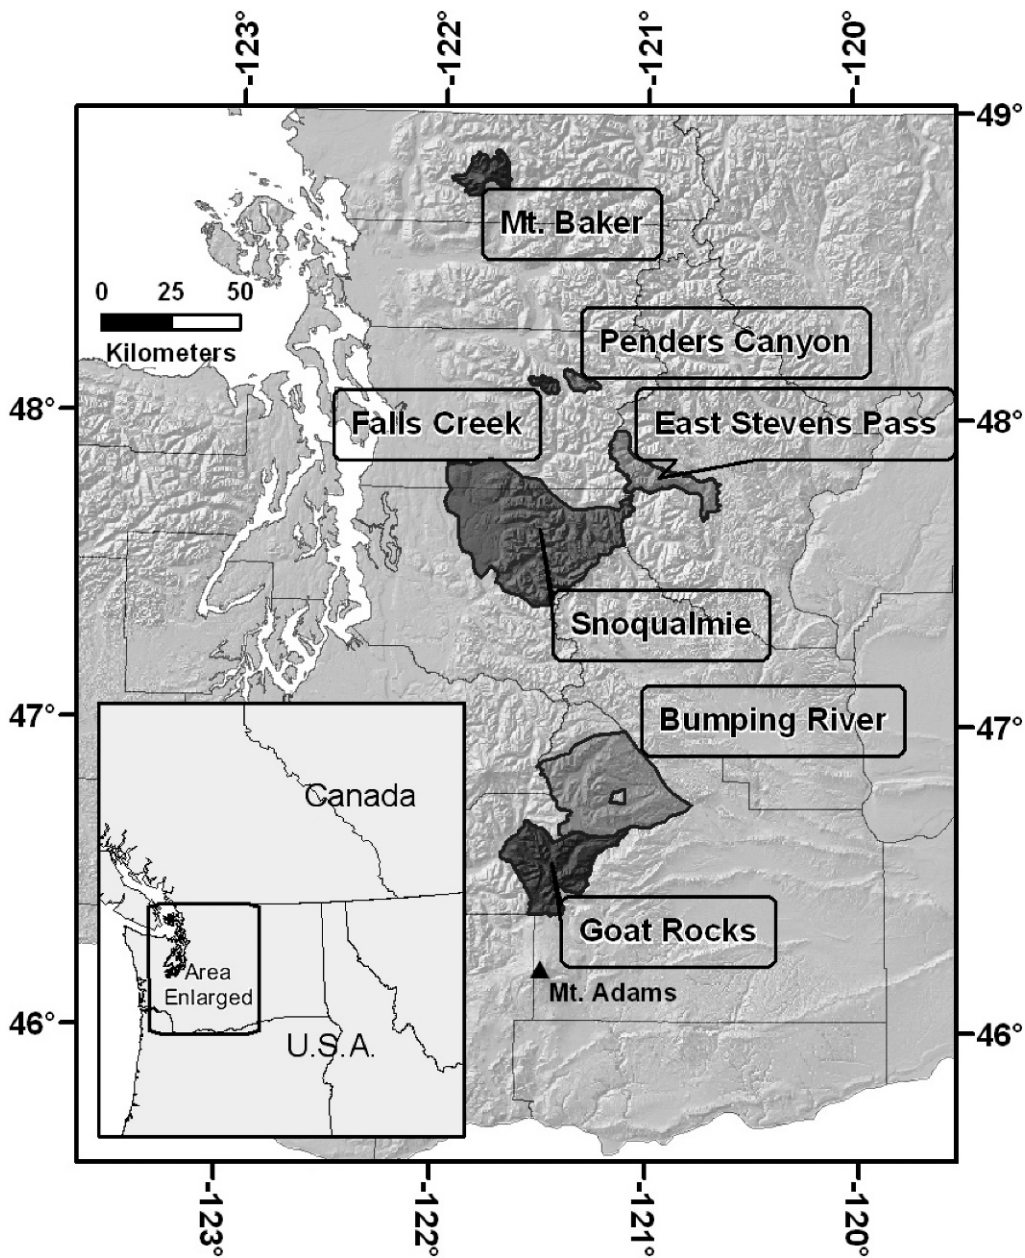 -123°
-122°
-121°
-120°
49°
Mt. Baker
0 25 50
Kilometers
Penders Canyon
48°
Falls Creek
East Stevens Pass
48°
Snoqualmie
47°
Bumping River
47°
Canada
Goat Rocks
Area
Enlarged
Mt. Adams
46°
U.S.A.
46°
-123°
-122°
-121°
-120°